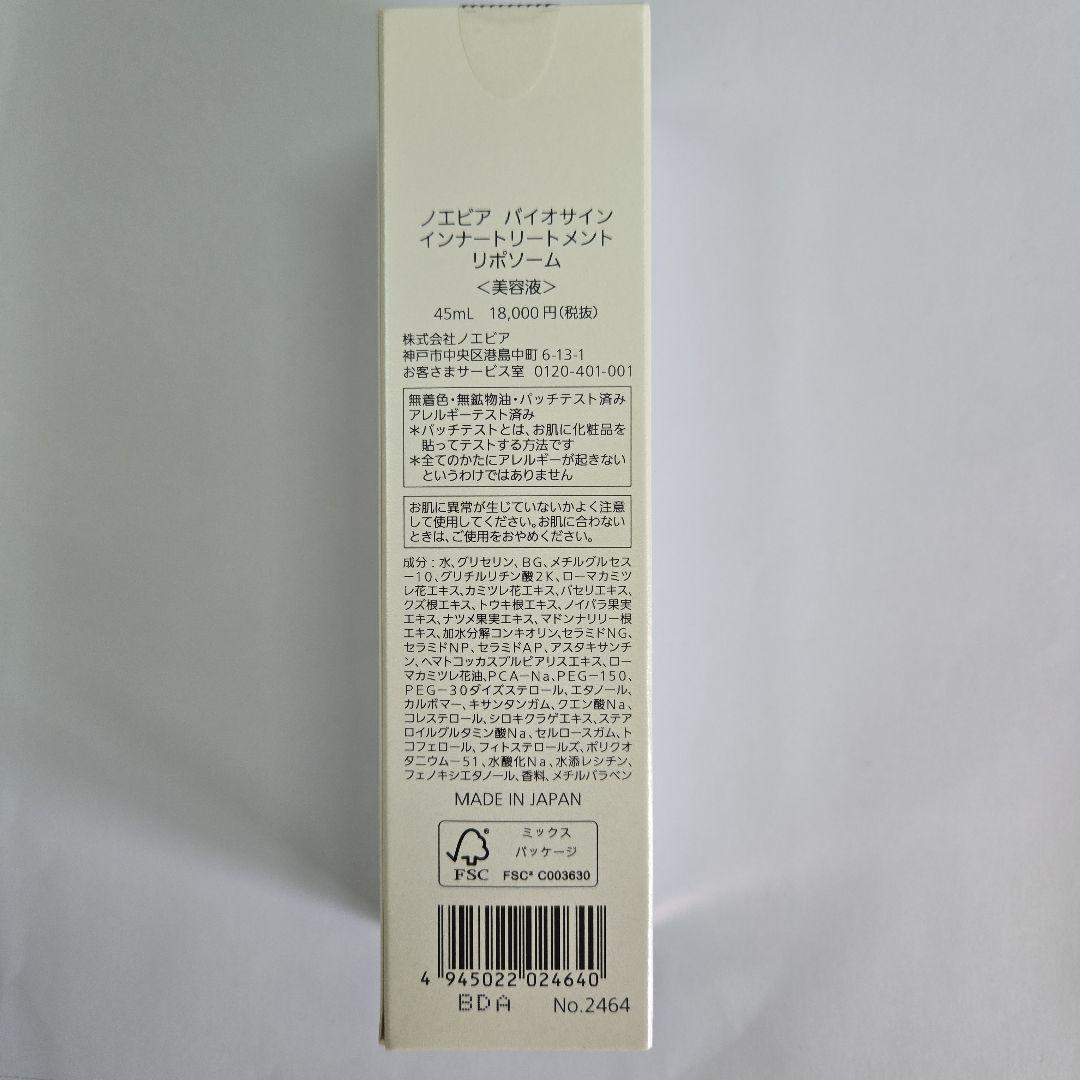 ノエビア バイオサイン
インナートリートメント
リポソーム
＜美容液＞
45mL 18,000円(税抜)
株式会社ノエビア
神戸市中央区港島中町6-13-1
お客さまサービス室 0120-401-001
無着色・無鉱物油・パッチテスト済み
アレルギーテスト済み
＊パッチテストとは、お肌に化粧品を
貼ってテストする方法です
＊全てのかたにアレルギーが起きない
というわけではありません
お肌に異常が生じていないかよく注意
して使用してください。お肌に合わない
ときは、ご使用をおやめください。
成分：水、グリセリン、BG、メチルグルセス
－10、グリチルリチン酸2K、ローマカミツ
レ花エキス、カミツレ花エキス、パセリエキス、
クズ根エキス、トウキ根エキス、ノイバラ果実
エキス、ナツメ果実エキス、マドンナリリー根
エキス、加水分解コンキオリン、セラミドNG、
セラミドNP、セラミドAP、アスタキサンチ
ン、ヘマトコッカスプルビアリスエキス、ロー
マカミツレ花油、PCA－Na、PEG－150、
PEG－30ダイズステロール、エタノール、
カルボマー、キサンタンガム、クエン酸Na、
コレステロール、シロキクラゲエキス、ステア
ロイルグルタミン酸Na、セルロースガム、ト
コフェロール、フィトステロールズ、ポリクオ
タニウム－51、水酸化Na、水添レシチン、
フェノキシエタノール、香料、メチルパラベン
MADE IN JAPAN
ミックス
パッケージ
FSC® FSC® C003630
4 945022 024640
BDA No.2464